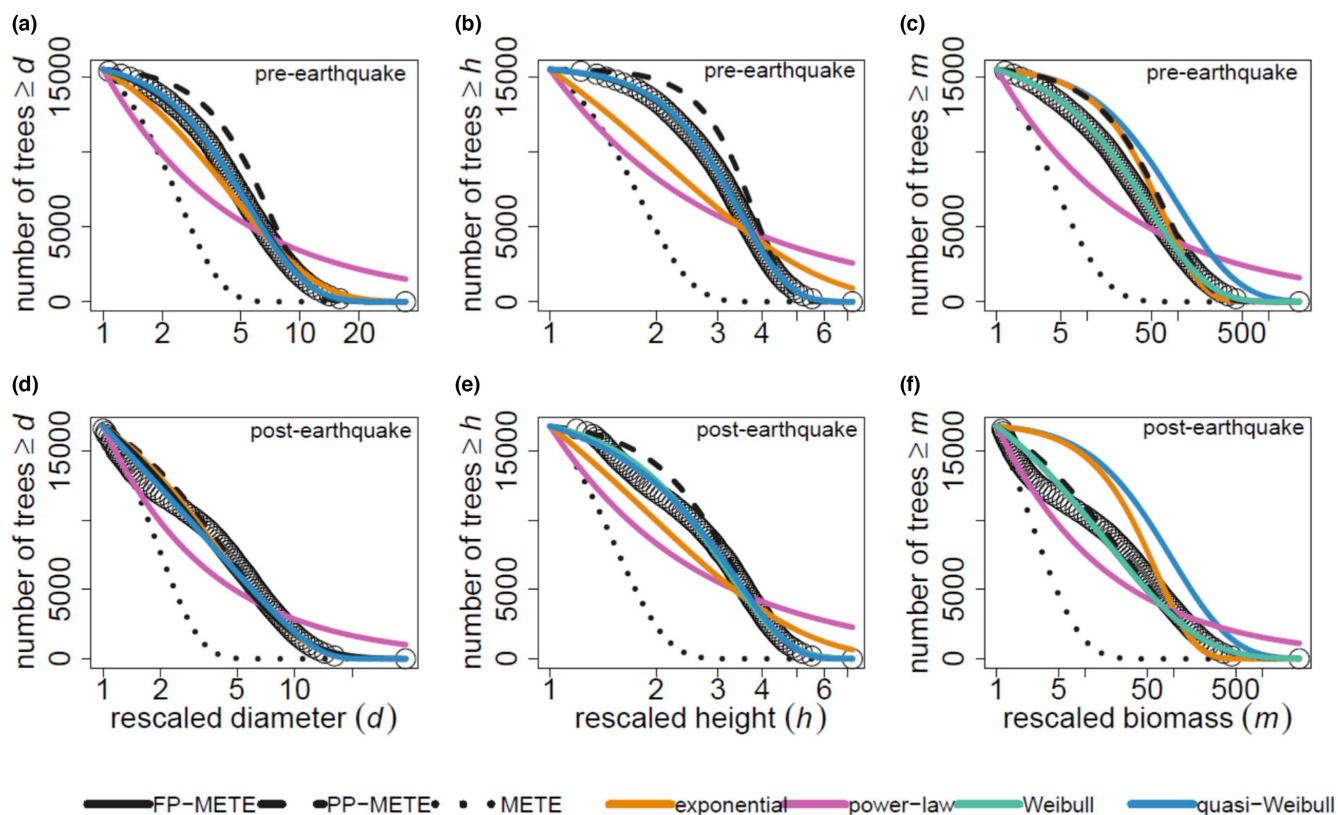 (a)
pre-earthquake
number of trees ≥ d
15000
5000
0
1 2 5 10 20
(b)
pre-earthquake
number of trees ≥ h
15000
5000
0
1 2 3 4 6
(c)
pre-earthquake
number of trees ≥ m
15000
5000
0
1 5 50 500
(d)
post-earthquake
number of trees ≥ d
15000
5000
0
1 2 5 10
rescaled diameter (d)
(e)
post-earthquake
number of trees ≥ h
15000
5000
0
1 2 3 4 6
rescaled height (h)
(f)
post-earthquake
number of trees ≥ m
15000
5000
0
1 5 50 500
rescaled biomass (m)
FP−METE PP−METE METE exponential power−law Weibull quasi−Weibull